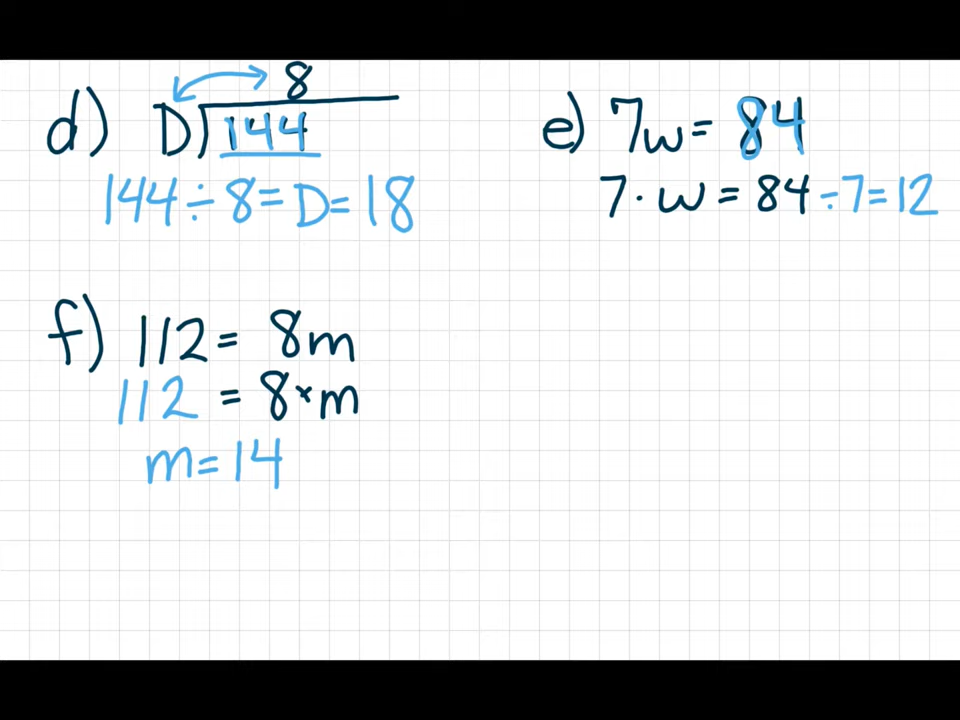 d) D)144 8
144 ÷ 8 = D = 18
e) 7w = 84
7 · w = 84 ÷ 7 = 12
f) 112 = 8m
112 = 8 × m
m = 14